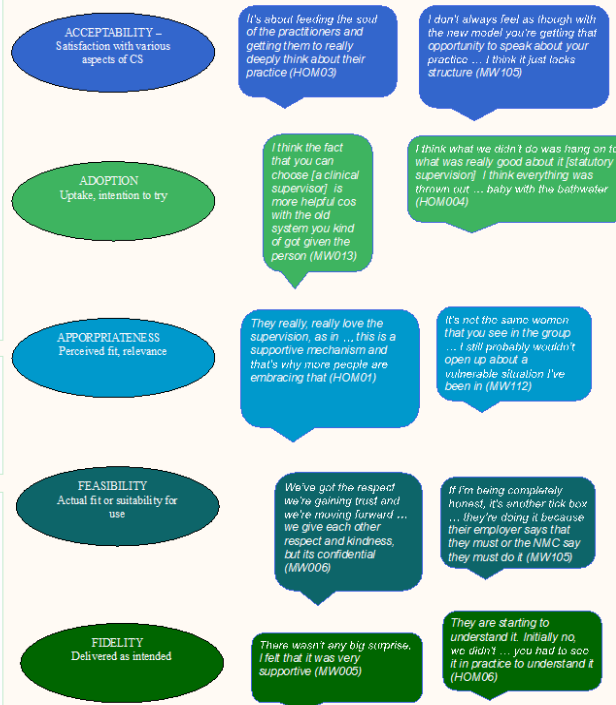 ACCEPTABILITY –
Satisfaction with various
aspects of CS
It's about feeding the soul
of the practitioners and
getting them to really
deeply think about their
practice (HOM03)
I don't always feel as though with
the new model you're getting that
opportunity to speak about your
practice ... I think it just lacks
structure (MW105)
ADOPTION
Uptake, intention to try
I think the fact
that you can
choose [a clinical
supervisor] is
more helpful cos
with the old
system you kind
of got given the
person (MW013)
I think what we didn't do was hang on to
what was really good about it [statutory
supervision] I think everything was
thrown out ... baby with the bathwater
(HOM004)
APPORPRIATENESS
Perceived fit, relevance
They really, really love the
supervision, as in ... this is a
supportive mechanism and
that's why more people are
embracing that (HOM01)
It's not the same women
that you see in the group
... I still probably wouldn't
open up about a
vulnerable situation I've
been in (MW112)
FEASIBILITY
Actual fit or suitability for
use
We've got the respect
we're gaining trust and
we're moving forward ...
we give each other
respect and kindness,
but its confidential
(MW006)
If I'm being completely
honest, it's another tick box
... they're doing it because
their employer says that
they must or the NMC say
they must do it (MW105)
FIDELITY
Delivered as intended
There wasn't any big surprise,
I felt that it was very
supportive (MW005)
They are starting to
understand it. Initially no,
we didn't ... you had to see
it in practice to understand it
(HOM06)